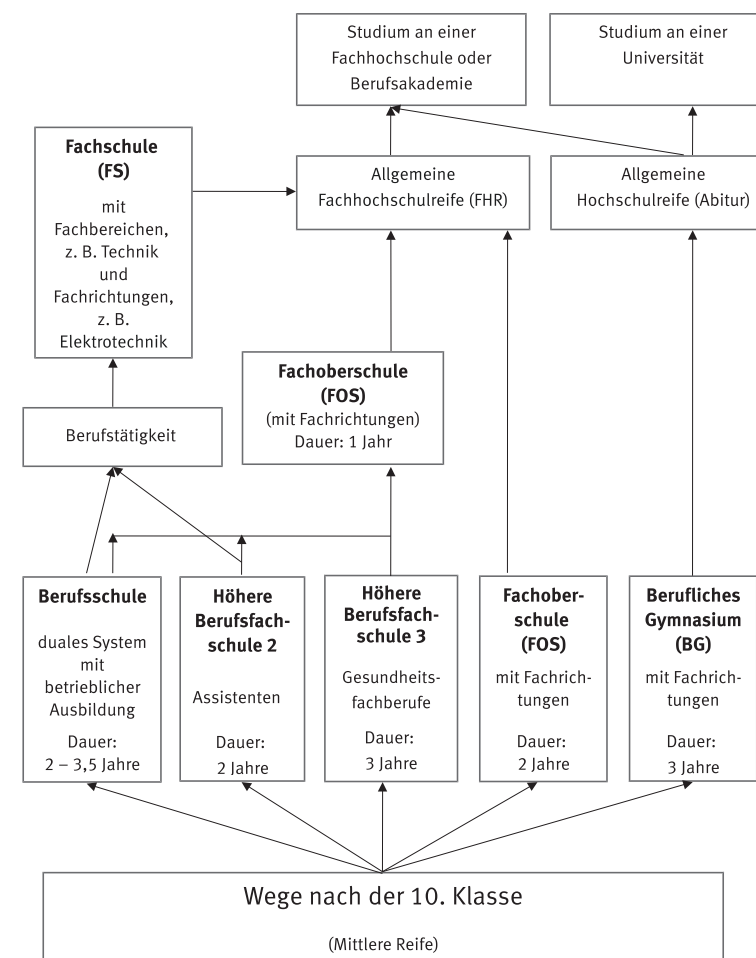 Studium an einer
Fachhochschule oder
Berufsakademie
Studium an einer
Universität
Fachschule
(FS)
mit
Fachbereichen,
z. B. Technik
und
Fachrichtungen,
z. B.
Elektrotechnik
Allgemeine
Fachhochschulreife (FHR)
Allgemeine
Hochschulreife (Abitur)
Fachoberschule
(FOS)
(mit Fachrichtungen)
Dauer: 1 Jahr
Berufstätigkeit
Berufsschule
duales System
mit
betrieblicher
Ausbildung
Dauer:
2 – 3,5 Jahre
Höhere
Berufsfach-
schule 2
Assistenten
Dauer:
2 Jahre
Höhere
Berufsfach-
schule 3
Gesundheits-
fachberufe
Dauer:
3 Jahre
Fachober-
schule
(FOS)
mit Fachrich-
tungen
Dauer:
2 Jahre
Berufliches
Gymnasium
(BG)
mit Fachrich-
tungen
Dauer:
3 Jahre
Wege nach der 10. Klasse
(Mittlere Reife)